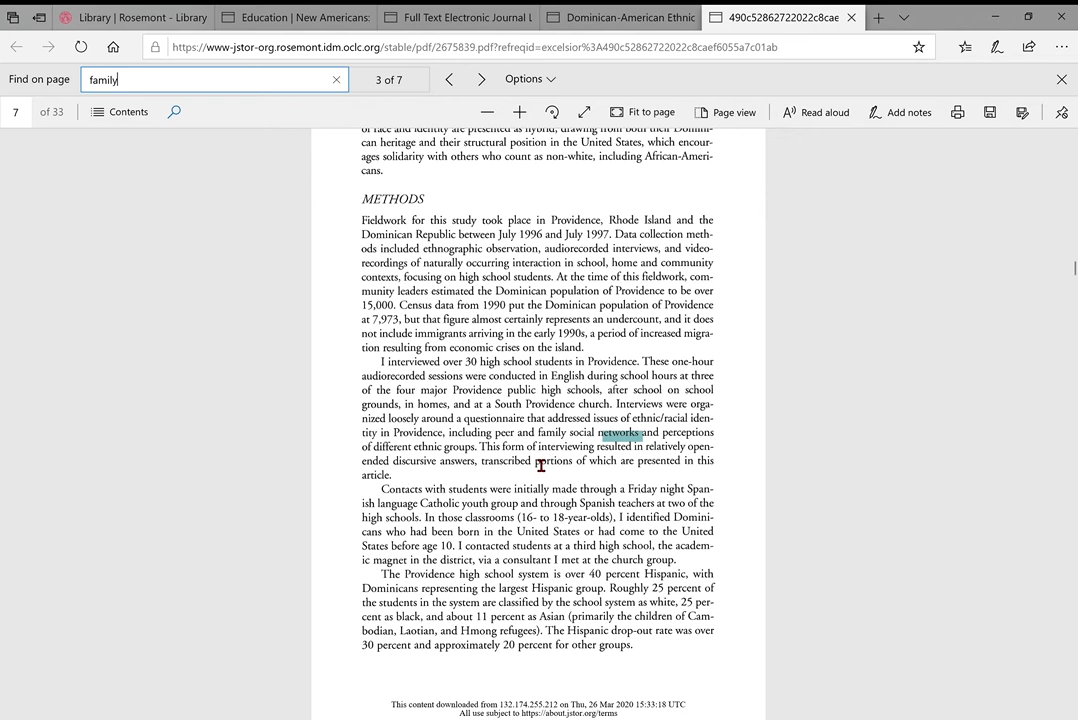 Library | Rosemont - Library
Education | New Americans:
Full Text Electronic Journal L
Dominican-American Ethnic
490c52862722022c8cae
https://www-jstor-org.rosemont.idm.oclc.org/stable/pdf/2675839.pdf?refreqid=excelsior%3A490c52862722022c8caef6055a7c01ab
Find on page
family
3 of 7
Options
7 of 33
Contents
Fit to page
Page view
Read aloud
Add notes
of race and identity are presented as hybrid, drawing from both their Domini-
can heritage and their structural position in the United States, which encour-
ages solidarity with others who count as non-white, including African-Ameri-
cans.
METHODS
Fieldwork for this study took place in Providence, Rhode Island and the
Dominican Republic between July 1996 and July 1997. Data collection meth-
ods included ethnographic observation, audiorecorded interviews, and video-
recordings of naturally occurring interaction in school, home and community
contexts, focusing on high school students. At the time of this fieldwork, com-
munity leaders estimated the Dominican population of Providence to be over
15,000. Census data from 1990 put the Dominican population of Providence
at 7,973, but that figure almost certainly represents an undercount, and it does
not include immigrants arriving in the early 1990s, a period of increased migra-
tion resulting from economic crises on the island.
I interviewed over 30 high school students in Providence. These one-hour
audiorecorded sessions were conducted in English during school hours at three
of the four major Providence public high schools, after school on school
grounds, in homes, and at a South Providence church. Interviews were orga-
nized loosely around a questionnaire that addressed issues of ethnic/racial iden-
tity in Providence, including peer and family social networks and perceptions
of different ethnic groups. This form of interviewing resulted in relatively open-
ended discursive answers, transcribed portions of which are presented in this
article.
Contacts with students were initially made through a Friday night Span-
ish language Catholic youth group and through Spanish teachers at two of the
high schools. In those classrooms (16- to 18-year-olds), I identified Domini-
cans who had been born in the United States or had come to the United
States before age 10. I contacted students at a third high school, the academ-
ic magnet in the district, via a consultant I met at the church group.
The Providence high school system is over 40 percent Hispanic, with
Dominicans representing the largest Hispanic group. Roughly 25 percent of
the students in the system are classified by the school system as white, 25 per-
cent as black, and about 11 percent as Asian (primarily the children of Cam-
bodian, Laotian, and Hmong refugees). The Hispanic drop-out rate was over
30 percent and approximately 20 percent for other groups.
This content downloaded from 132.174.255.212 on Thu, 26 Mar 2020 15:33:18 UTC
All use subject to https://about.jstor.org/terms